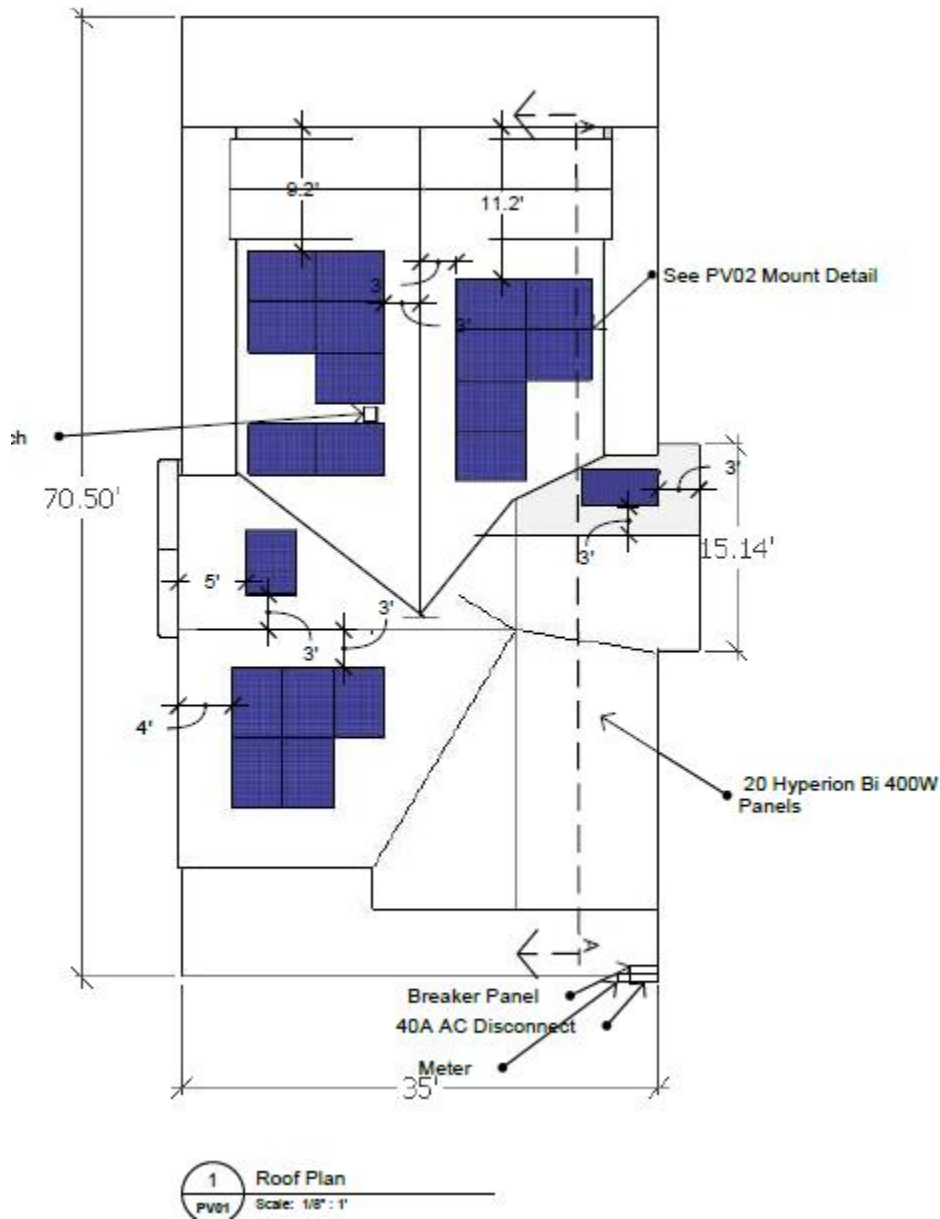 9.2'
11.2'
3'
3'
See PV02 Mount Detail
ch
70.50'
3'
3'
15.14'
5'
3'
3'
4'
20 Hyperion Bi 400W
Panels
A
A
Breaker Panel
40A AC Disconnect
Meter
35'
1
PV01
Roof Plan
Scale: 1/8" : 1'